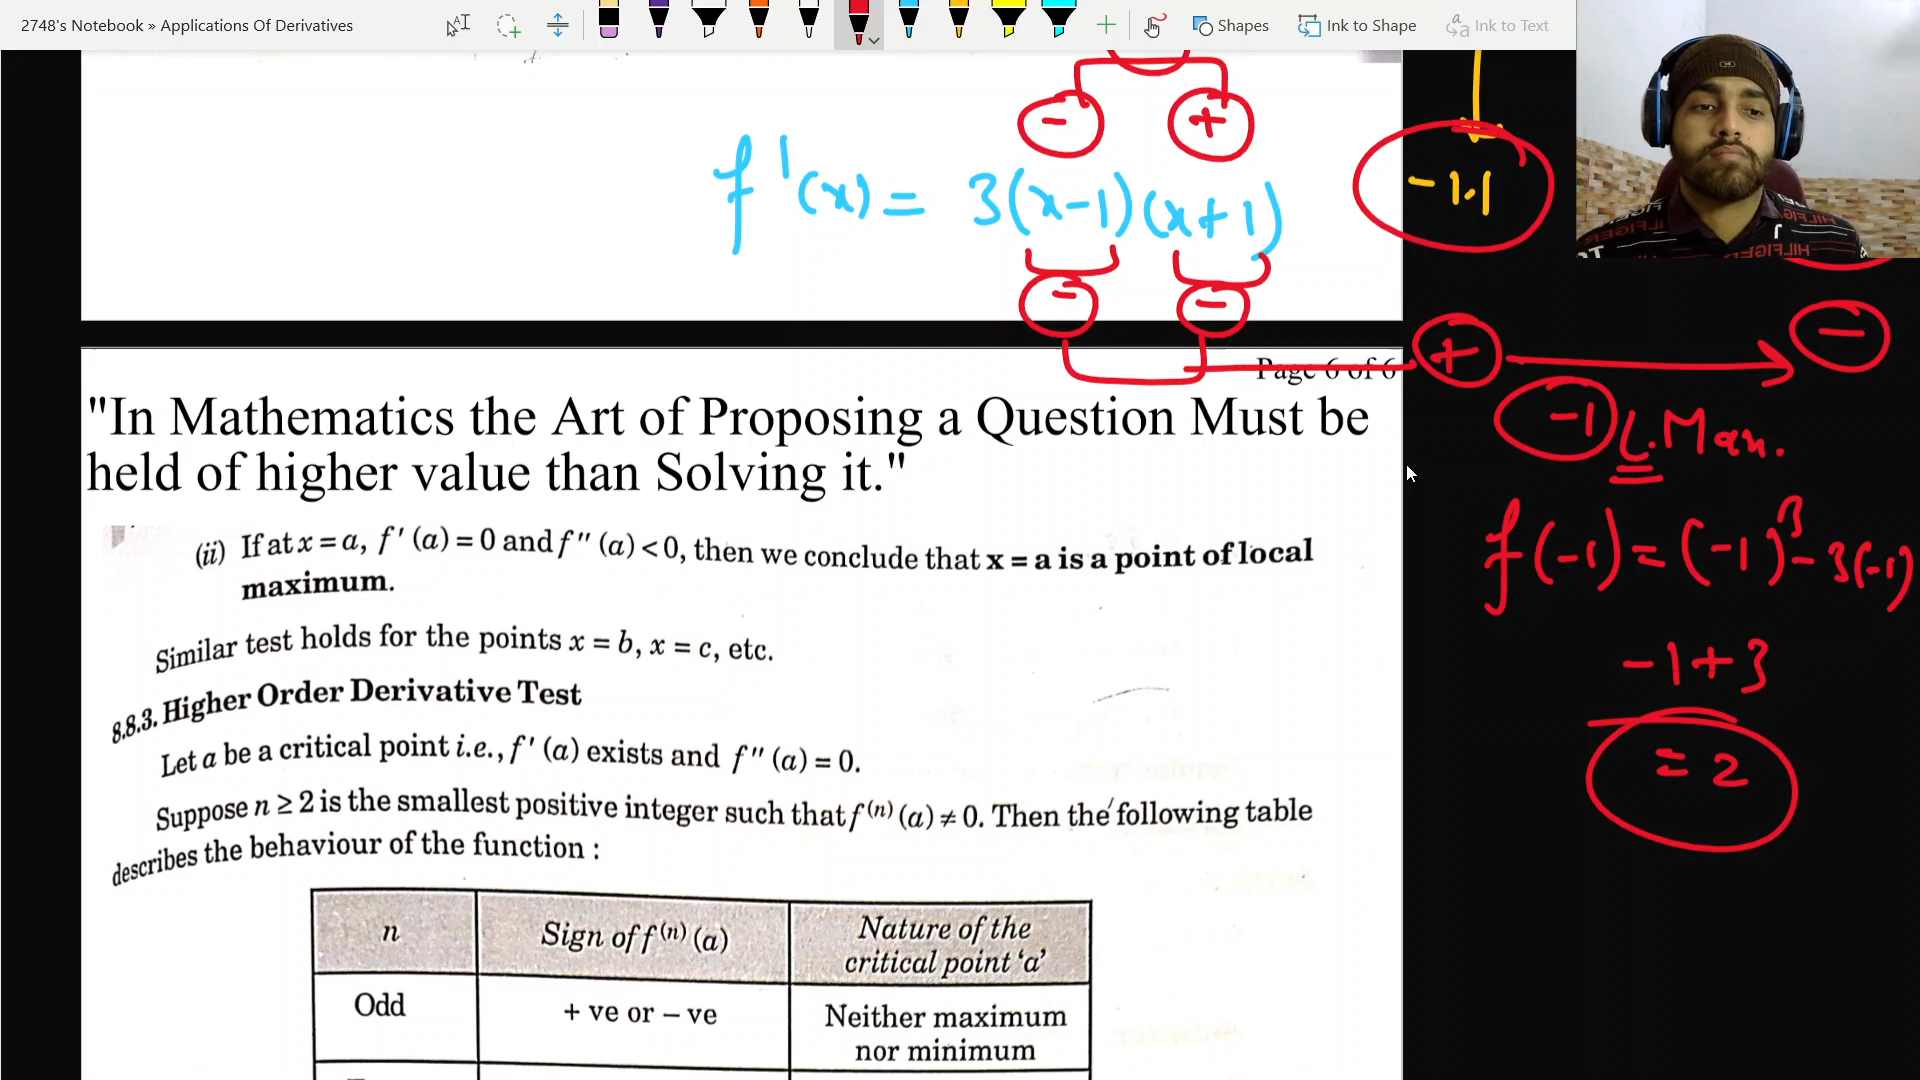 2748's Notebook » Applications Of Derivatives
Shapes
Ink to Shape
Ink to Text
- +
f'(x) = 3(x-1)(x+1)
- -
-1.1
+ -
Page 6 of 6
-1 L. Max.
"In Mathematics the Art of Proposing a Question Must be
held of higher value than Solving it."
f(-1) = (-1)³ - 3(-1)
-1+3
= 2
(ii) If at x = a, f' (a) = 0 and f" (a) < 0, then we conclude that x = a is a point of local
maximum.
Similar test holds for the points x = b, x = c, etc.
8.8.3. Higher Order Derivative Test
Let a be a critical point i.e., f' (a) exists and f" (a) = 0.
Suppose n ≥ 2 is the smallest positive integer such that f⁽ⁿ⁾ (a) ≠ 0. Then the following table
describes the behaviour of the function :
n Sign of f⁽ⁿ⁾ (a) Nature of the
critical point 'a'
Odd + ve or – ve Neither maximum
nor minimum